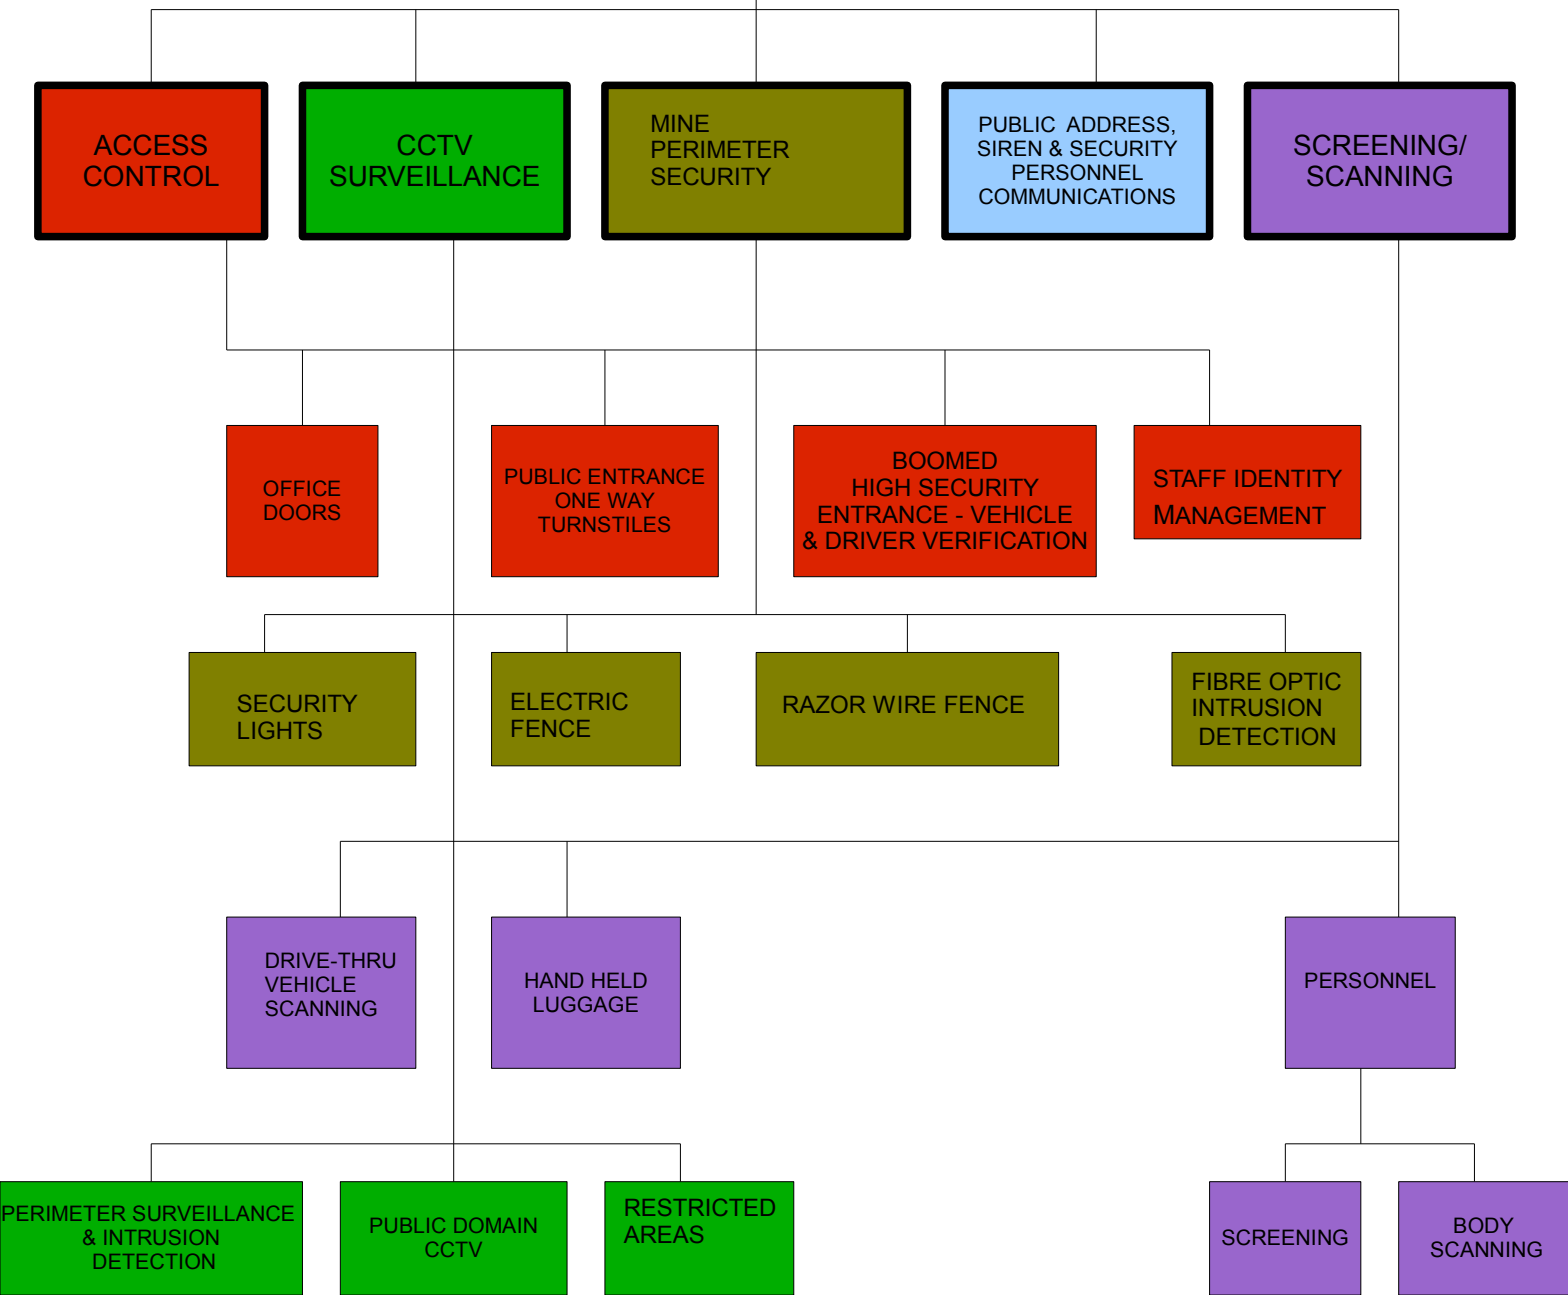 ACCESS
CONTROL
CCTV
SURVEILLANCE
MINE
PERIMETER
SECURITY
PUBLIC ADDRESS,
SIREN & SECURITY
PERSONNEL
COMMUNICATIONS
SCREENING/
SCANNING
OFFICE
DOORS
PUBLIC ENTRANCE
ONE WAY
TURNSTILES
BOOMED
HIGH SECURITY
ENTRANCE - VEHICLE
& DRIVER VERIFICATION
STAFF IDENTITY
MANAGEMENT
SECURITY
LIGHTS
ELECTRIC
FENCE
RAZOR WIRE FENCE
FIBRE OPTIC
INTRUSION
DETECTION
DRIVE-THRU
VEHICLE
SCANNING
HAND HELD
LUGGAGE
PERSONNEL
PERIMETER SURVEILLANCE
& INTRUSION
DETECTION
PUBLIC DOMAIN
CCTV
RESTRICTED
AREAS
SCREENING
BODY
SCANNING